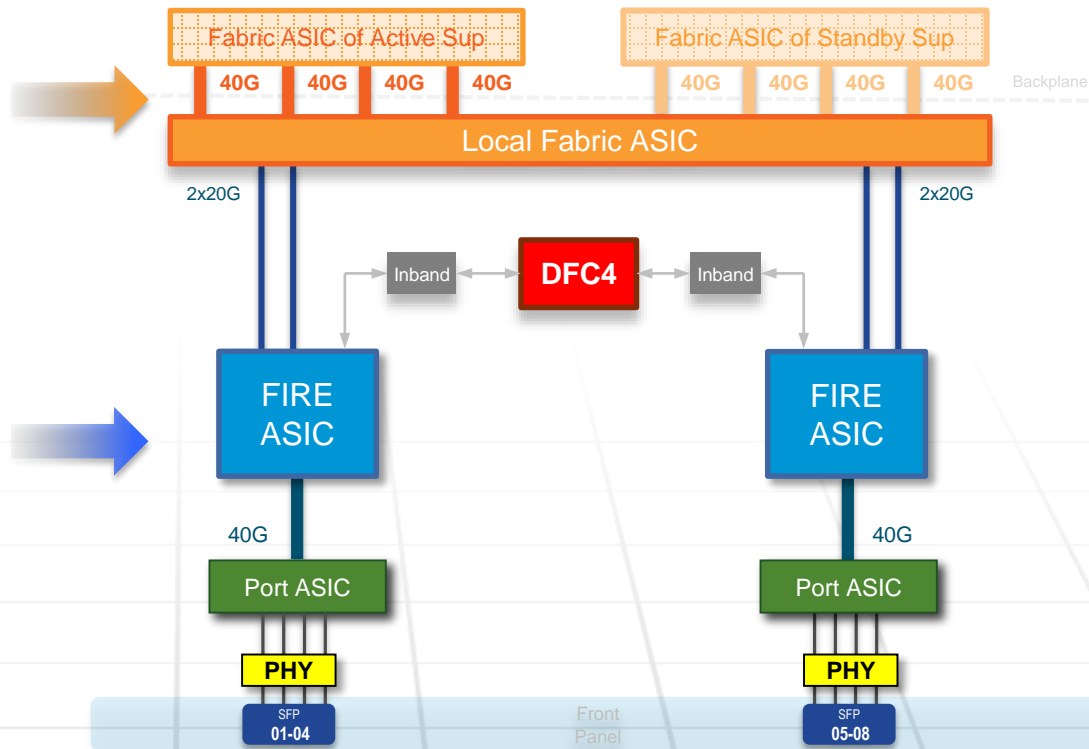 Fabric ASIC of Active Sup
Fabric ASIC of Standby Sup
40G 40G 40G 40G
40G 40G 40G 40G
Backplane
Local Fabric ASIC
2x20G
2x20G
Inband
DFC4
Inband
FIRE
ASIC
FIRE
ASIC
40G
40G
Port ASIC
Port ASIC
PHY
PHY
SFP
01-04
Front
Panel
SFP
05-08